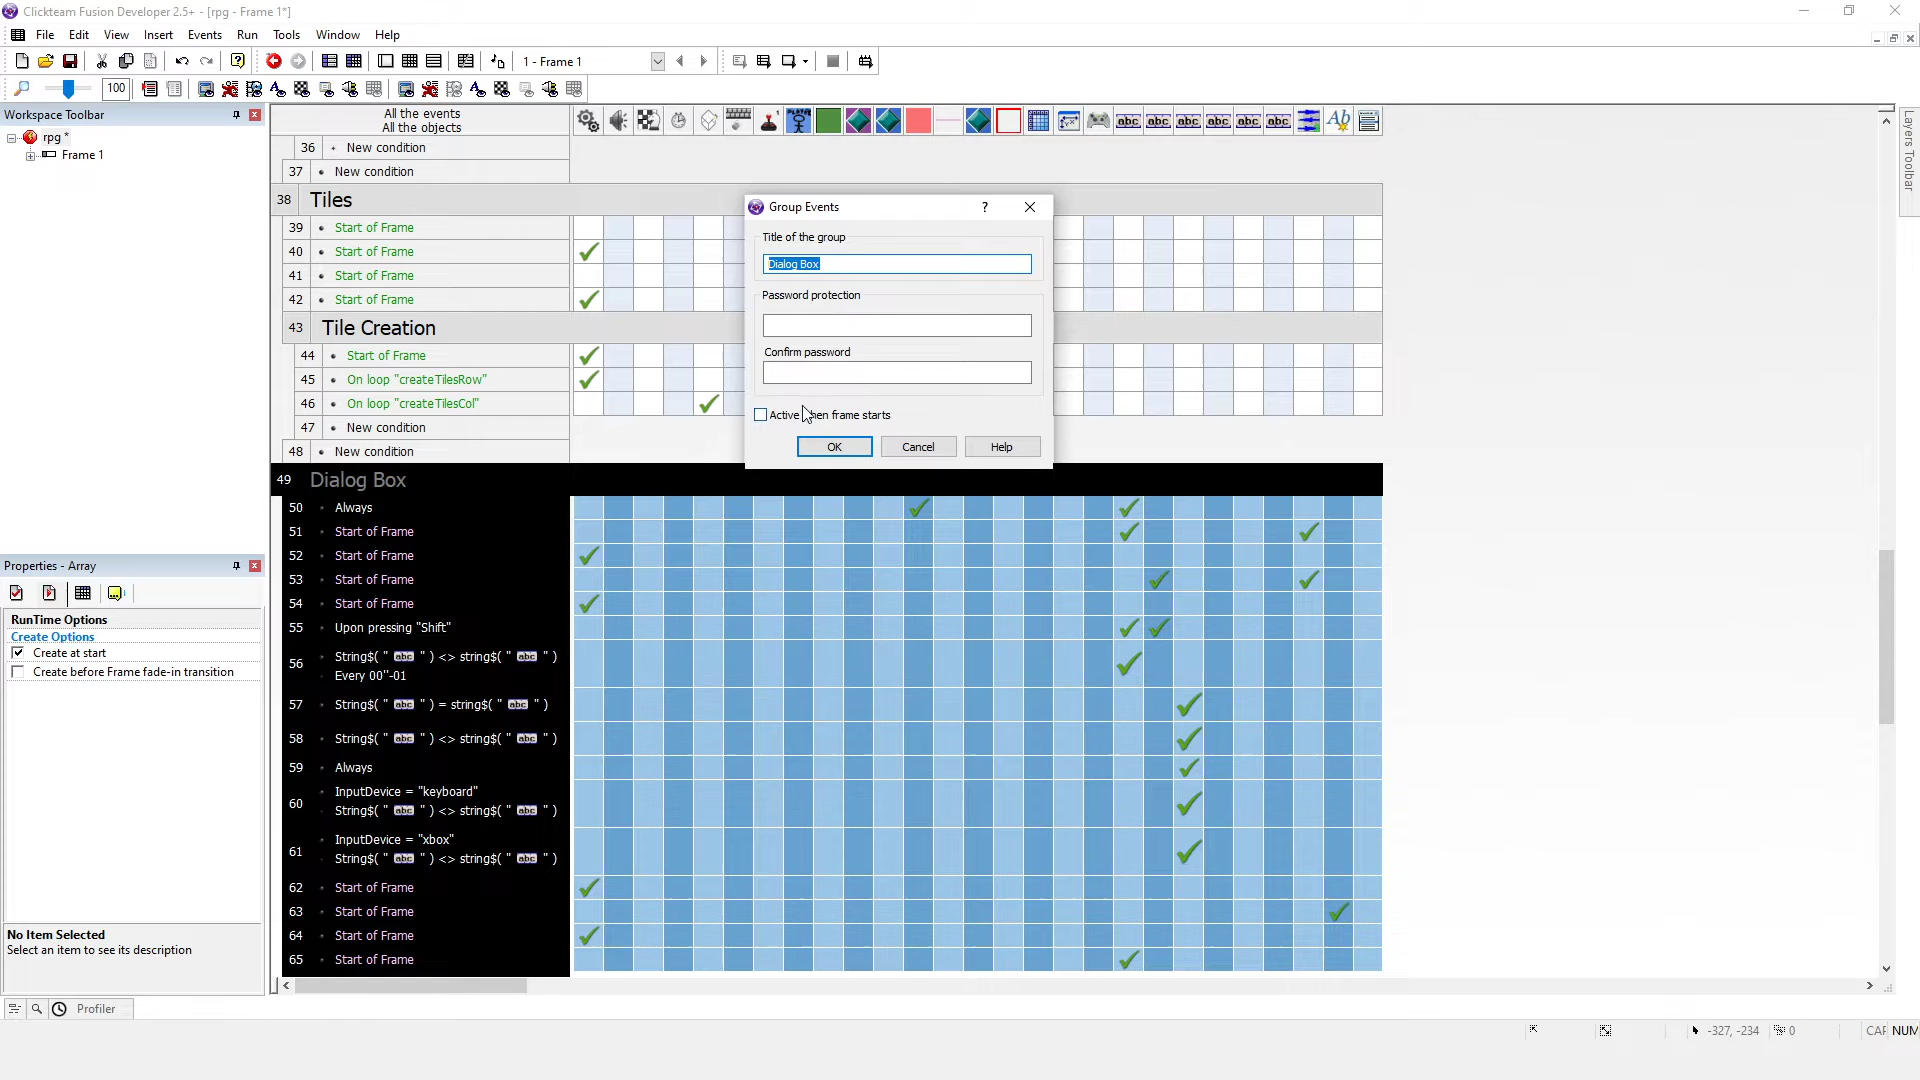 Clickteam Fusion Developer 2.5+ - [rpg - Frame 1*]
File Edit View Insert Events Run Tools Window Help
1 - Frame 1
100
Workspace Toolbar
rpg *
Frame 1
All the events
All the objects
abc abc abc abc abc abc Ab
36 New condition
37 New condition
38 Tiles
39 Start of Frame
40 Start of Frame
41 Start of Frame
42 Start of Frame
43 Tile Creation
44 Start of Frame
45 On loop "createTilesRow"
46 On loop "createTilesCol"
47 New condition
48 New condition
49 Dialog Box
50 Always
51 Start of Frame
52 Start of Frame
53 Start of Frame
54 Start of Frame
55 Upon pressing "Shift"
56 String$( " abc " ) <> string$( " abc " )
Every 00"-01
57 String$( " abc " ) = string$( " abc " )
58 String$( " abc " ) <> string$( " abc " )
59 Always
60 InputDevice = "keyboard"
String$( " abc " ) <> string$( " abc " )
61 InputDevice = "xbox"
String$( " abc " ) <> string$( " abc " )
62 Start of Frame
63 Start of Frame
64 Start of Frame
65 Start of Frame
Group Events
Title of the group
Dialog Box
Password protection
Confirm password
Active when frame starts
OK Cancel Help
Properties - Array
RunTime Options
Create Options
Create at start
Create before Frame fade-in transition
No Item Selected
Select an item to see its description
Profiler
Layers Toolbar
-327, -234 0 CAP NUM